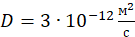 D = 3 · 10⁻¹² м²/с